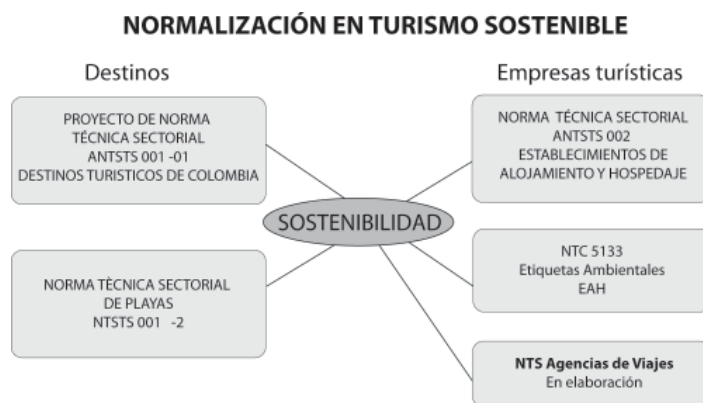 NORMALIZACIÓN EN TURISMO SOSTENIBLE
Destinos
PROYECTO DE NORMA
TÉCNICA SECTORIAL
ANTSTS 001 -01
DESTINOS TURISTICOS DE COLOMBIA
NORMA TÈCNICA SECTORIAL
DE PLAYAS
NTSTS 001 -2
SOSTENIBILIDAD
Empresas turísticas
NORMA TÉCNICA SECTORIAL
ANTSTS 002
ESTABLECIMIENTOS DE
ALOJAMIENTO Y HOSPEDAJE
NTC 5133
Etiquetas Ambientales
EAH
NTS Agencias de Viajes
En elaboración